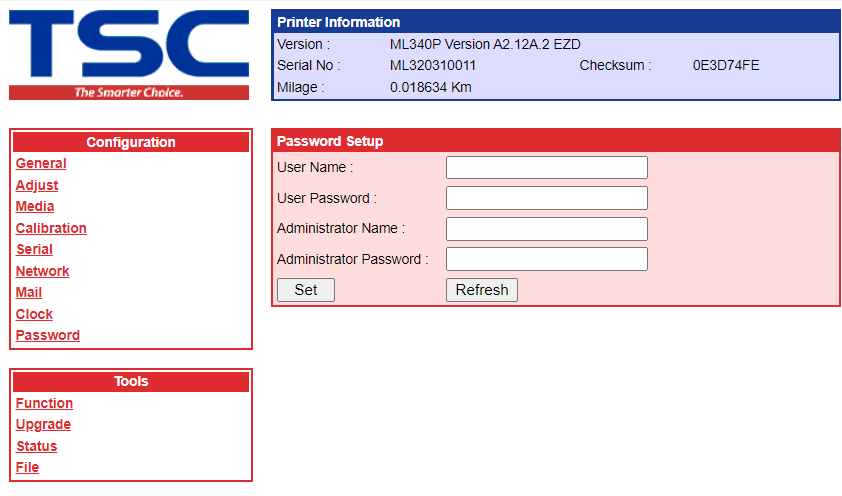 TSC
The Smarter Choice.
Printer Information
Version : ML340P Version A2.12A.2 EZD
Serial No : ML320310011 Checksum : 0E3D74FE
Milage : 0.018634 Km
Configuration
General
Adjust
Media
Calibration
Serial
Network
Mail
Clock
Password
Tools
Function
Upgrade
Status
File
Password Setup
User Name :
User Password :
Administrator Name :
Administrator Password :
Set Refresh